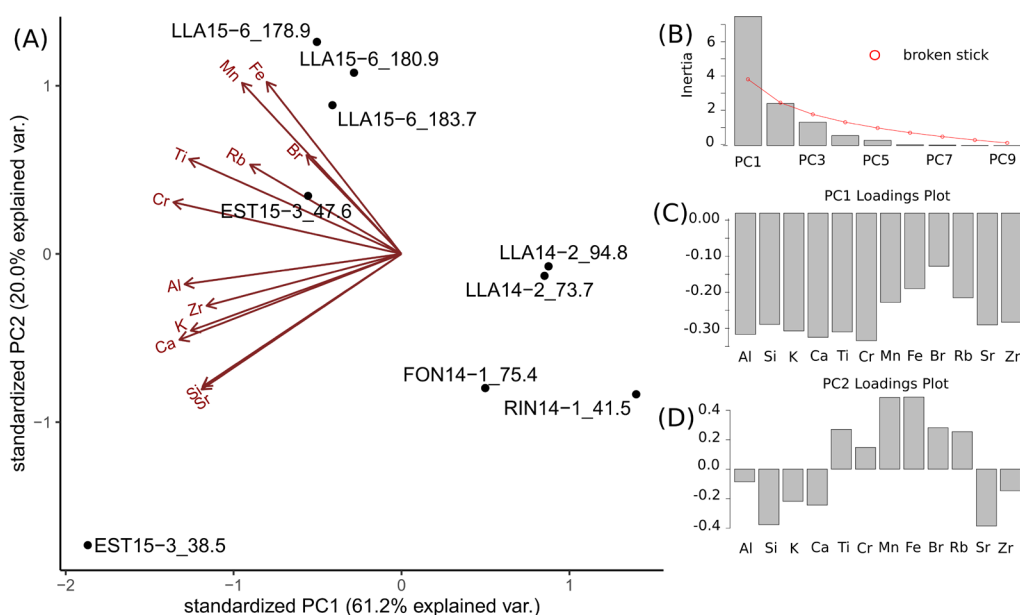 (A)
LLA15−6_178.9
LLA15−6_180.9
LLA15−6_183.7
Mn
Fe
Ti
Rb
Br
Cr
EST15−3_47.6
Al
Zr
K
Ca
Si
Sr
LLA14−2_94.8
LLA14−2_73.7
FON14−1_75.4
RIN14−1_41.5
EST15−3_38.5
1
0
−1
−2
−1
0
1
standardized PC2 (20.0% explained var.)
standardized PC1 (61.2% explained var.)
(B)
Inertia
6
4
2
0
broken stick
PC1
PC3
PC5
PC7
PC9
PC1 Loadings Plot
(C)
0.00
-0.10
-0.20
-0.30
Al Si K Ca Ti Cr Mn Fe Br Rb Sr Zr
PC2 Loadings Plot
(D)
0.4
0.2
0.0
-0.2
-0.4
Al Si K Ca Ti Cr Mn Fe Br Rb Sr Zr